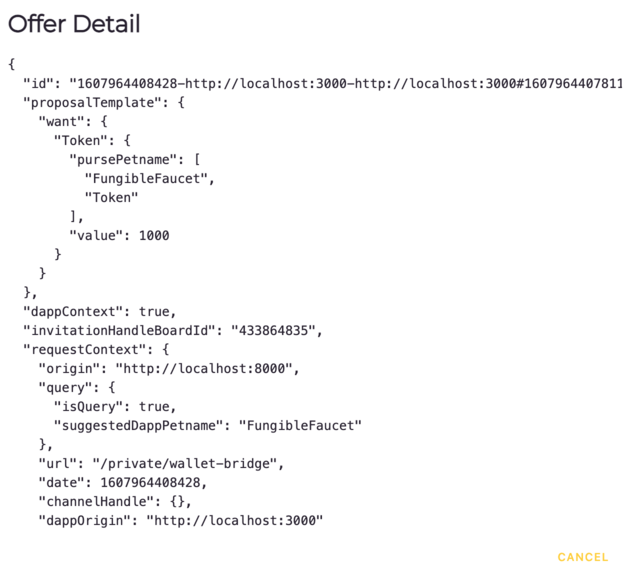 Offer Detail
{
  "id": "1607964408428-http://localhost:3000-http://localhost:3000#1607964407811
  "proposalTemplate": {
    "want": {
      "Token": {
        "pursePetname": [
          "FungibleFaucet",
          "Token"
        ],
        "value": 1000
      }
    }
  },
  "dappContext": true,
  "invitationHandleBoardId": "433864835",
  "requestContext": {
    "origin": "http://localhost:8000",
    "query": {
      "isQuery": true,
      "suggestedDappPetname": "FungibleFaucet"
    },
    "url": "/private/wallet-bridge",
    "date": 1607964408428,
    "channelHandle": {},
    "dappOrigin": "http://localhost:3000"
CANCEL